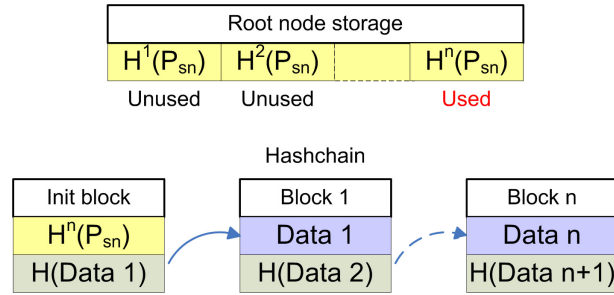 Root node storage
H¹(Pₛₙ) H²(Pₛₙ) Hⁿ(Pₛₙ)
Unused Unused Used
Hashchain
Init block Block 1 Block n
Hⁿ(Pₛₙ) Data 1 Data n
H(Data 1) H(Data 2) H(Data n+1)